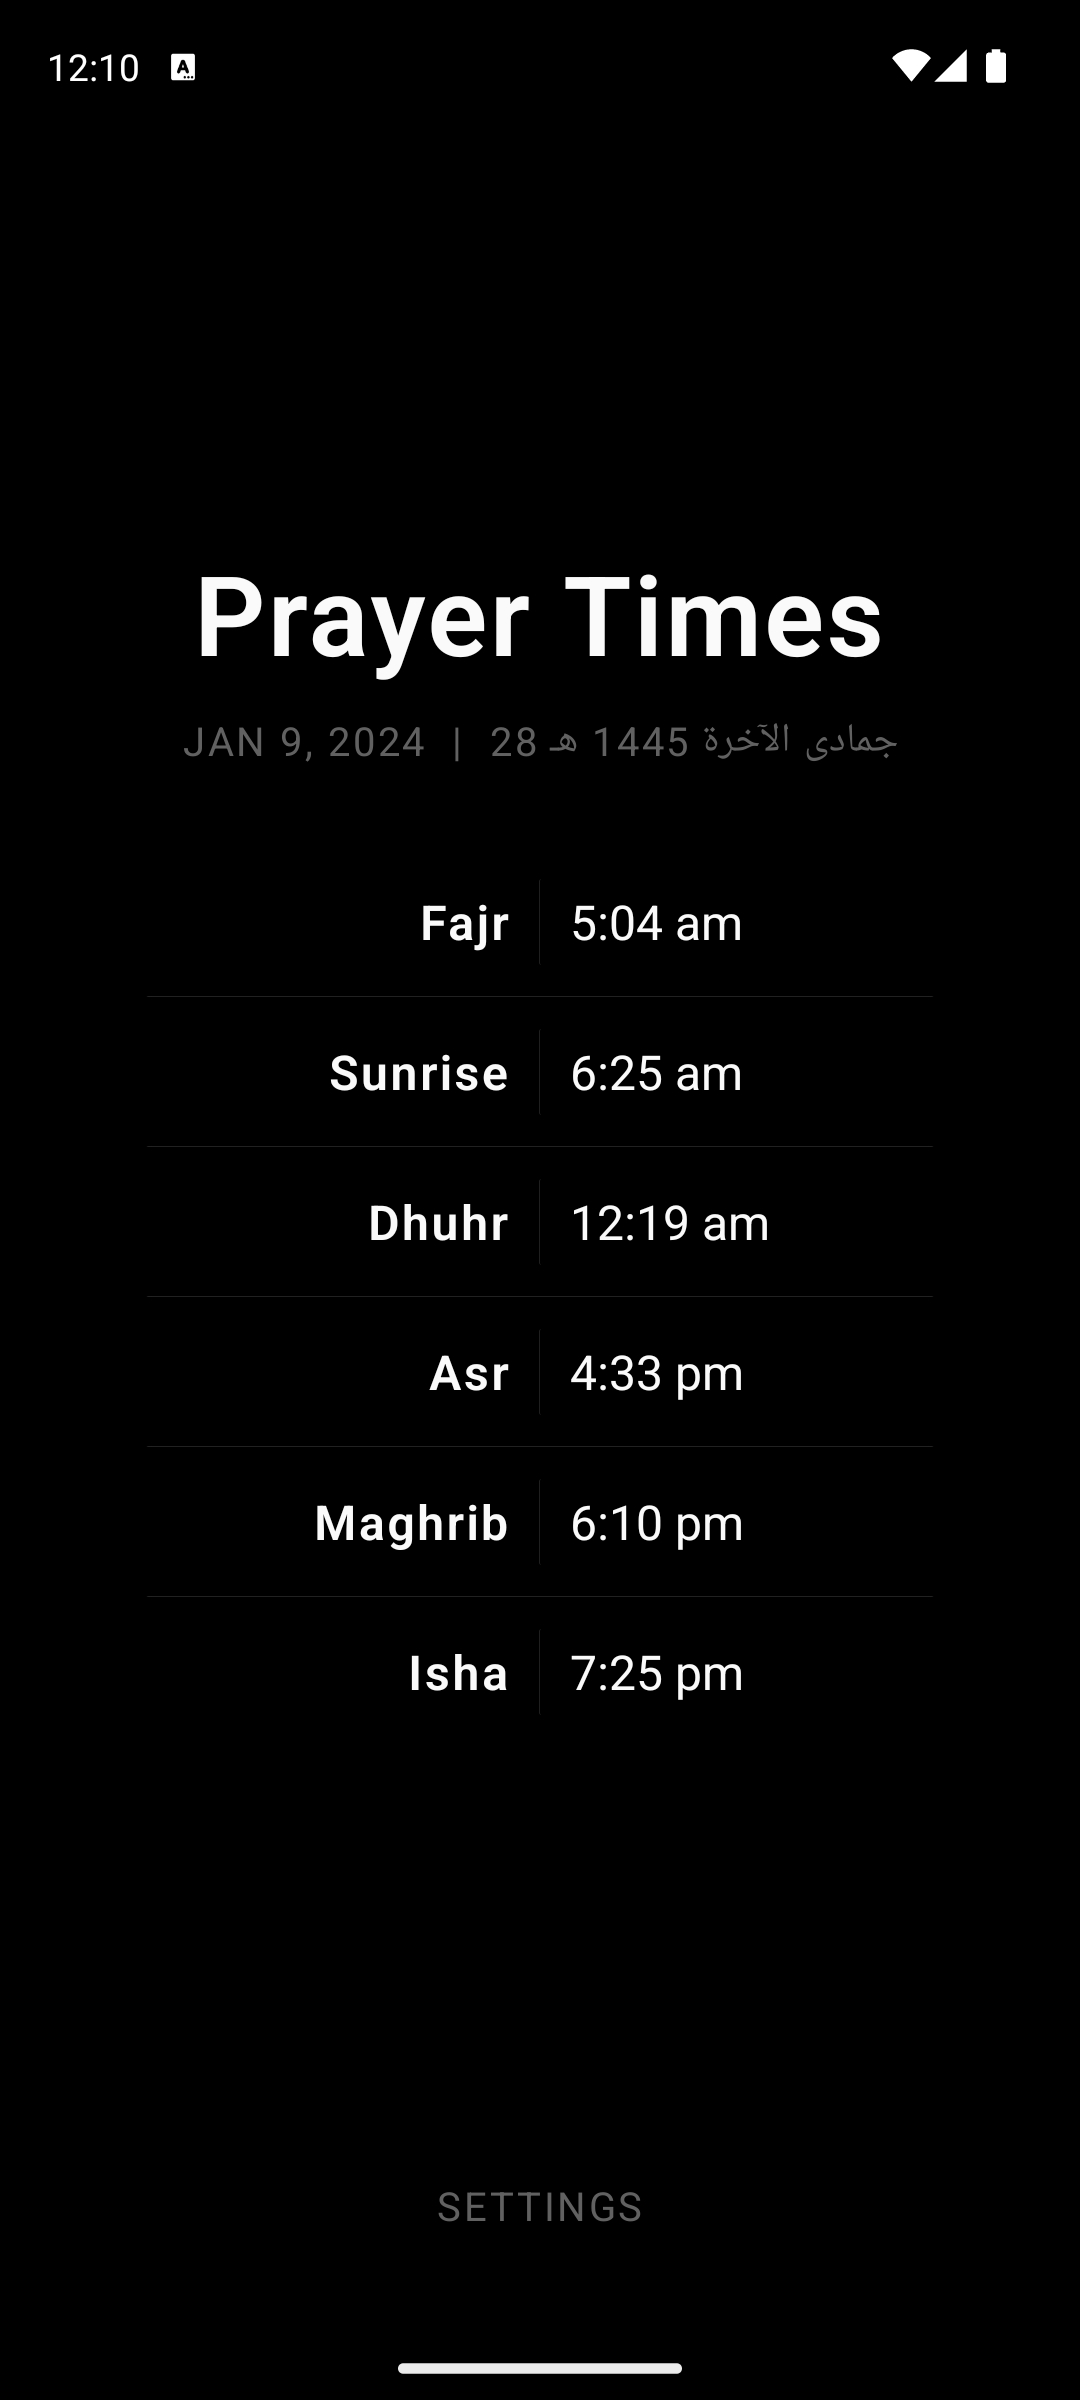 12:10
Prayer Times
JAN 9, 2024 | 28 جمادى الآخرة 1445 هـ
Fajr 5:04 am
Sunrise 6:25 am
Dhuhr 12:19 am
Asr 4:33 pm
Maghrib 6:10 pm
Isha 7:25 pm
SETTINGS